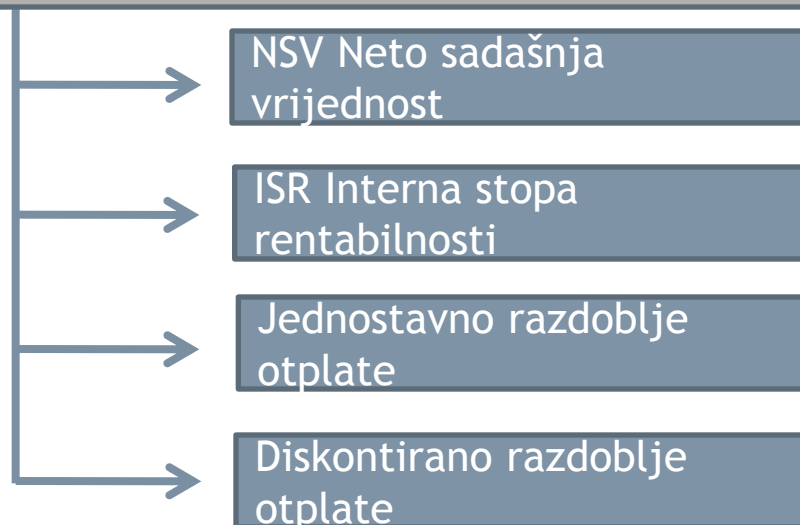 NSV Neto sadašnja
vrijednost
ISR Interna stopa
rentabilnosti
Jednostavno razdoblje
otplate
Diskontirano razdoblje
otplate